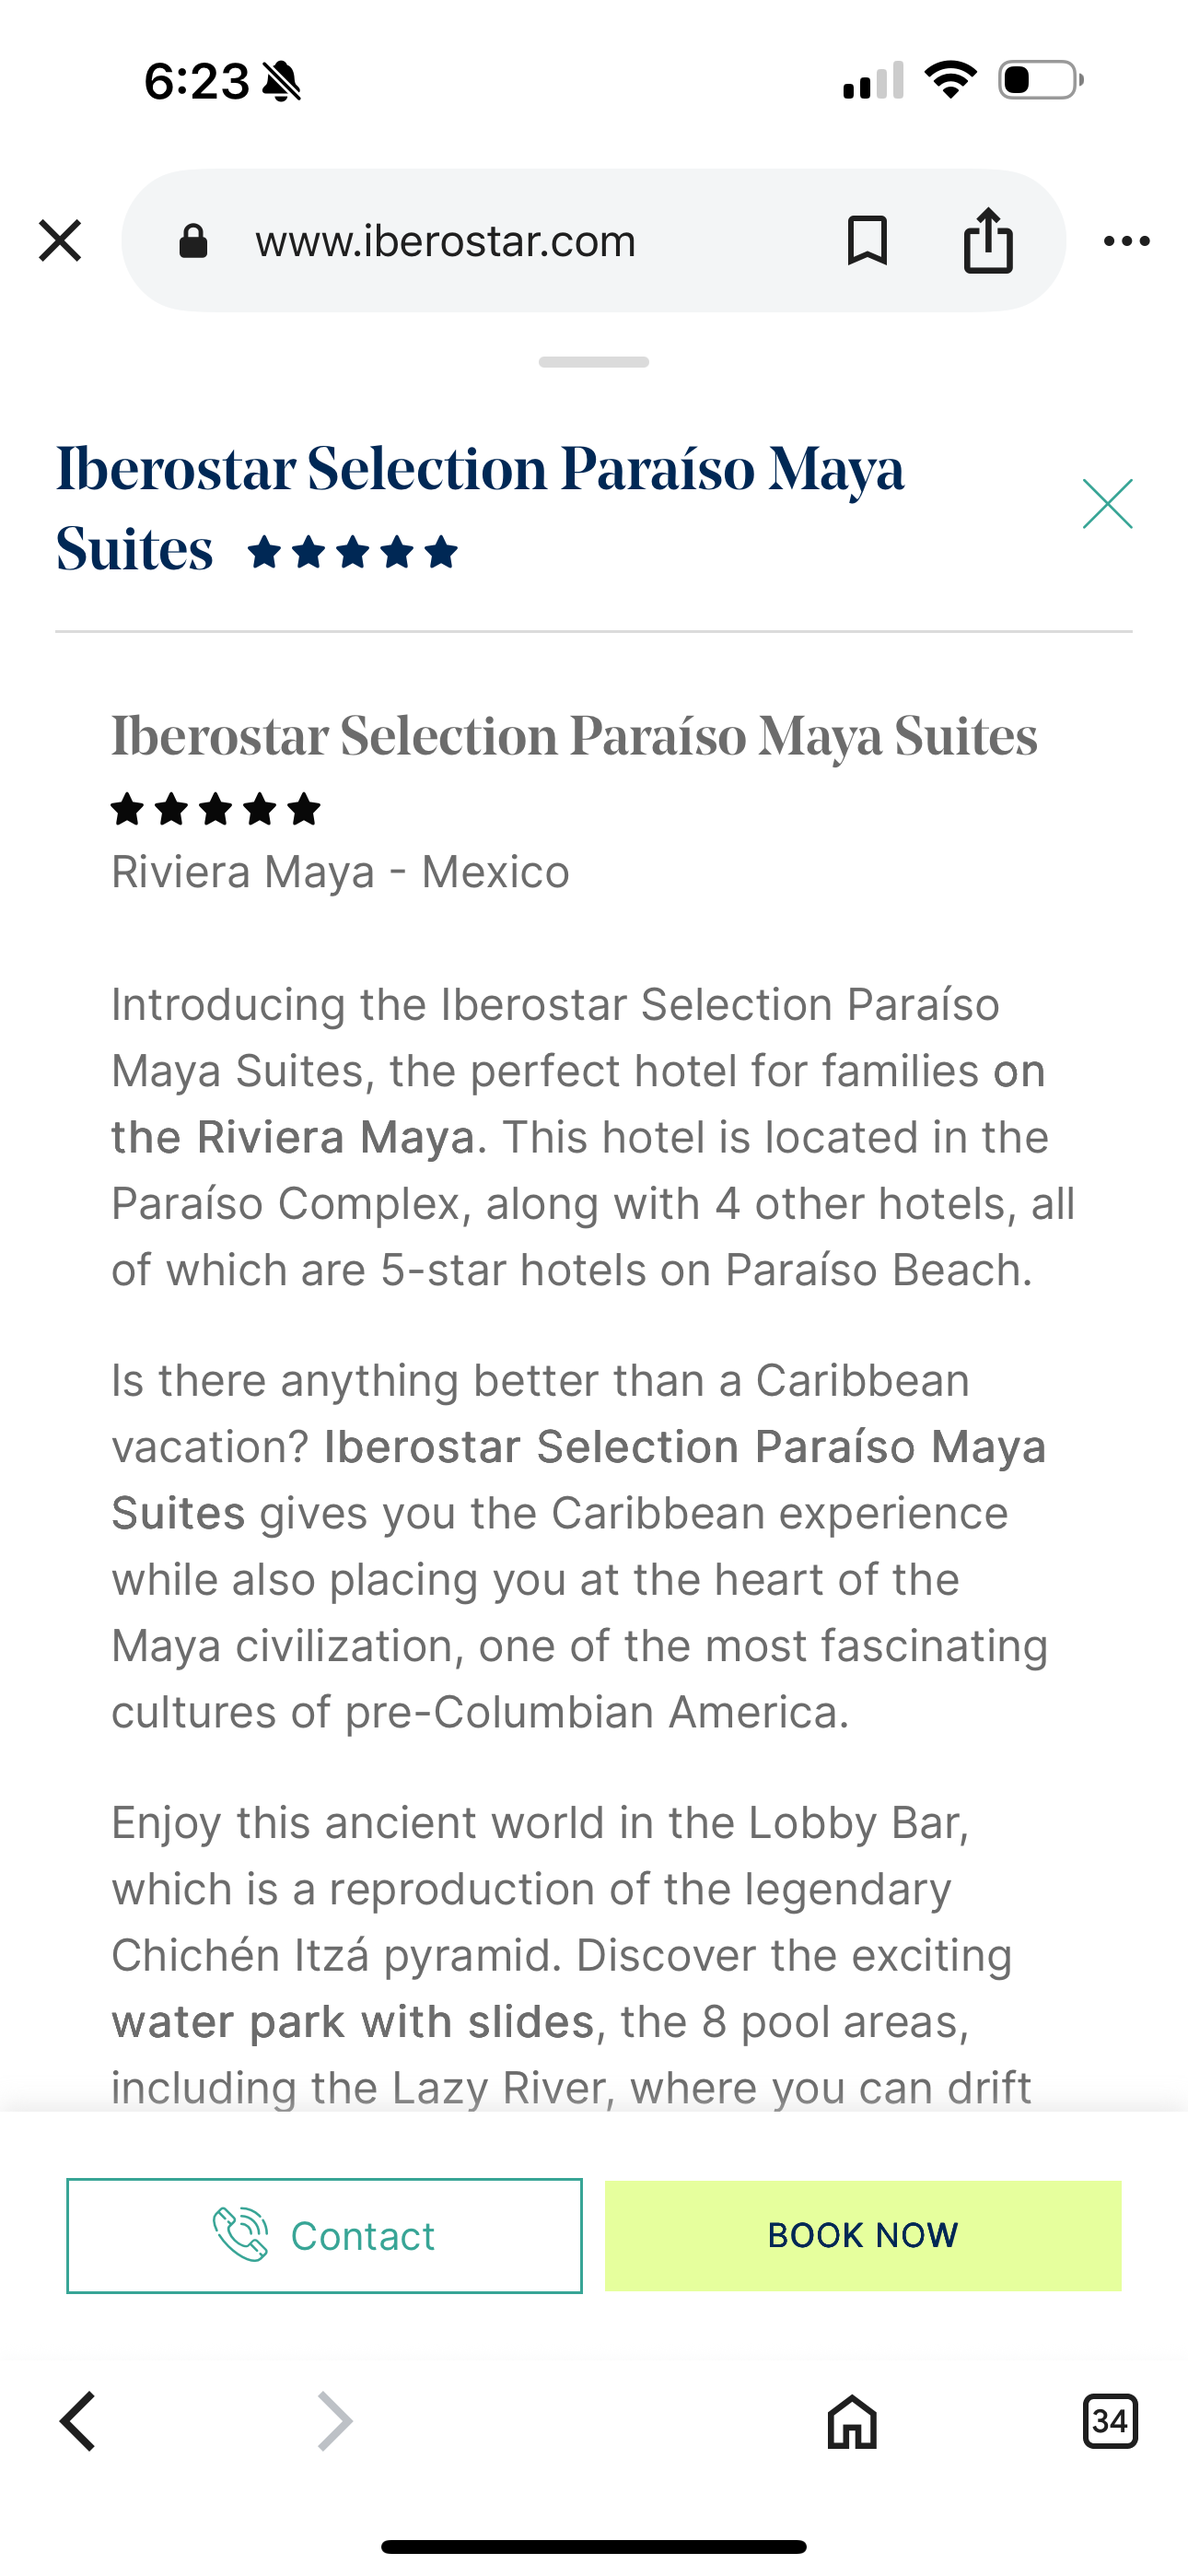 6:23
www.iberostar.com
Iberostar Selection Paraíso Maya
Suites ★★★★★
Iberostar Selection Paraíso Maya Suites
★★★★★
Riviera Maya - Mexico
Introducing the Iberostar Selection Paraíso
Maya Suites, the perfect hotel for families on
the Riviera Maya. This hotel is located in the
Paraíso Complex, along with 4 other hotels, all
of which are 5-star hotels on Paraíso Beach.
Is there anything better than a Caribbean
vacation? Iberostar Selection Paraíso Maya
Suites gives you the Caribbean experience
while also placing you at the heart of the
Maya civilization, one of the most fascinating
cultures of pre-Columbian America.
Enjoy this ancient world in the Lobby Bar,
which is a reproduction of the legendary
Chichén Itzá pyramid. Discover the exciting
water park with slides, the 8 pool areas,
including the Lazy River, where you can drift
Contact
BOOK NOW
34